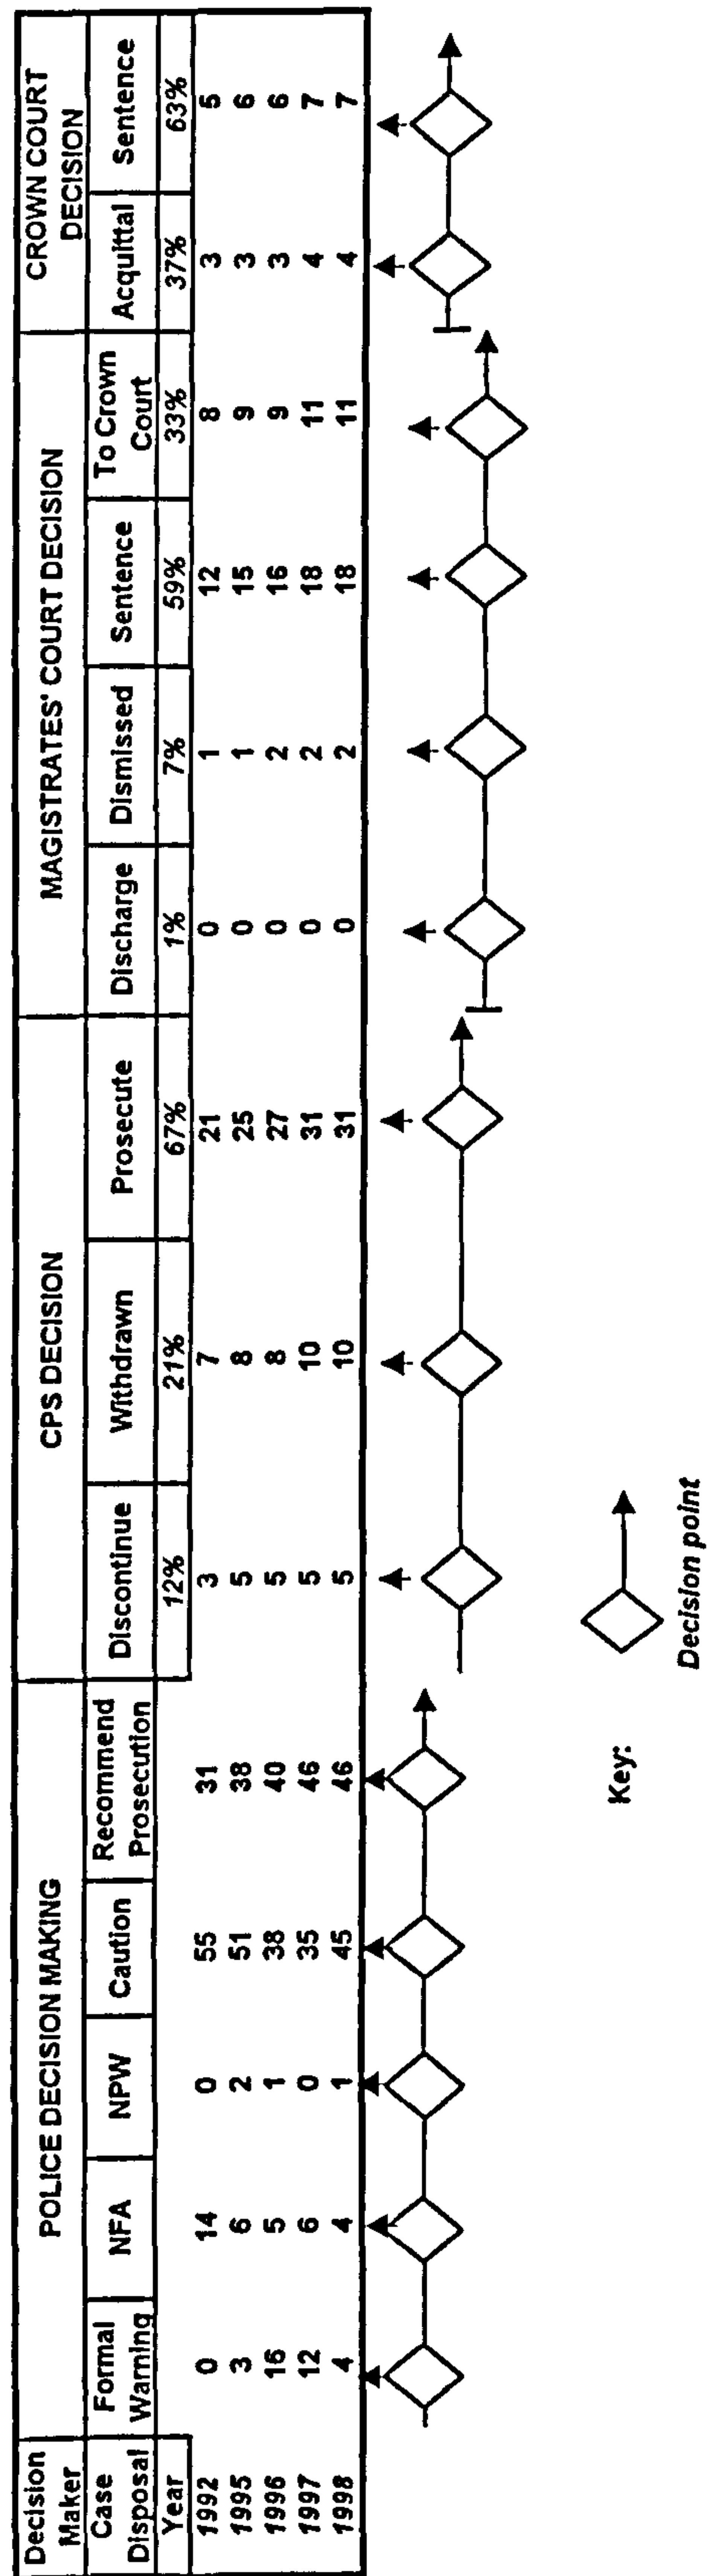 Decision Maker POLICE DECISION MAKING CPS DECISION MAGISTRATES' COURT DECISION CROWN COURT DECISION
Case Disposal Formal Warning NFA NPW Caution Recommend Prosecution Discontinue Withdrawn Prosecute Discharge Dismissed Sentence To Crown Court Acquittal Sentence
Year 12% 21% 67% 1% 7% 59% 33% 37% 63%
1992 0 14 0 55 31 3 7 21 0 1 12 8 3 5
1995 3 6 2 51 38 5 8 25 0 1 15 9 3 6
1996 16 5 1 38 40 5 8 27 0 2 16 9 3 6
1997 12 6 0 35 46 5 10 31 0 2 18 11 4 7
1998 4 4 1 45 46 5 10 31 0 2 18 11 4 7
Key:
Decision point